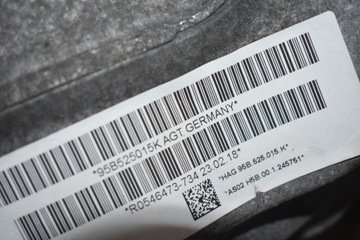 *95B525015K.AGT.GERMANY*
*R0546473-734 23.02.18*
*HAG 95B.525.015.K*
*AS02 H5B.00.1.245751